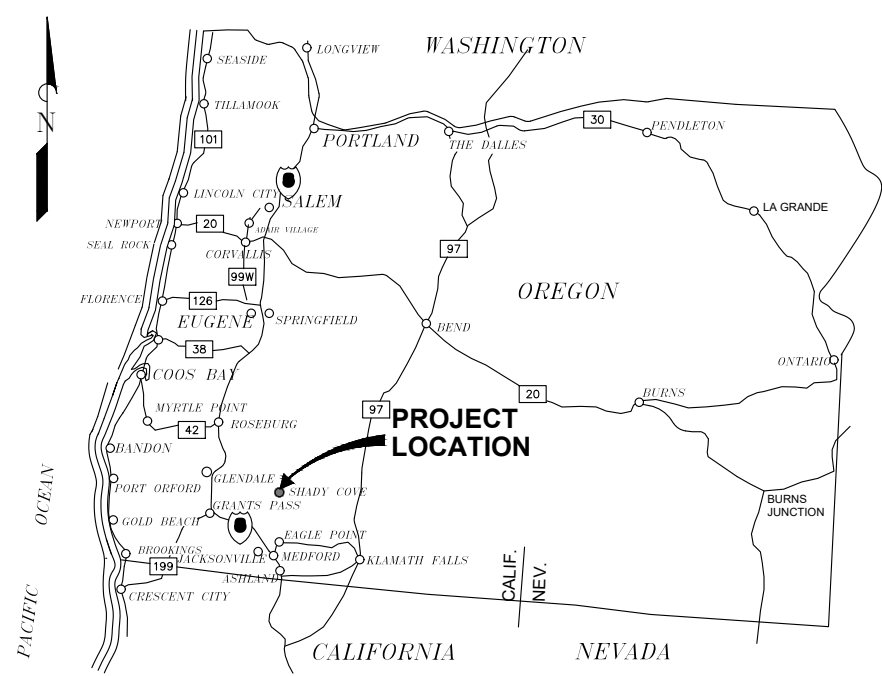 WASHINGTON
LONGVIEW
SEASIDE
TILLAMOOK
101
PORTLAND
THE DALLES
30
PENDLETON
LINCOLN CITY
SALEM
LA GRANDE
NEWPORT
20
ADAIR VILLAGE
SEAL ROCK
CORVALLIS
97
99W
OREGON
FLORENCE
126
EUGENE
SPRINGFIELD
BEND
38
ONTARIO
COOS BAY
20
BURNS
MYRTLE POINT
97
PROJECT
LOCATION
42
ROSEBURG
BANDON
GLENDALE
PORT ORFORD
SHADY COVE
OCEAN
BURNS
JUNCTION
GRANTS PASS
GOLD BEACH
EAGLE POINT
BROOKINGS
JACKSONVILLE
MEDFORD
KLAMATH FALLS
199
ASHLAND
CALIF.
NEV.
CRESCENT CITY
PACIFIC
CALIFORNIA
NEVADA
N